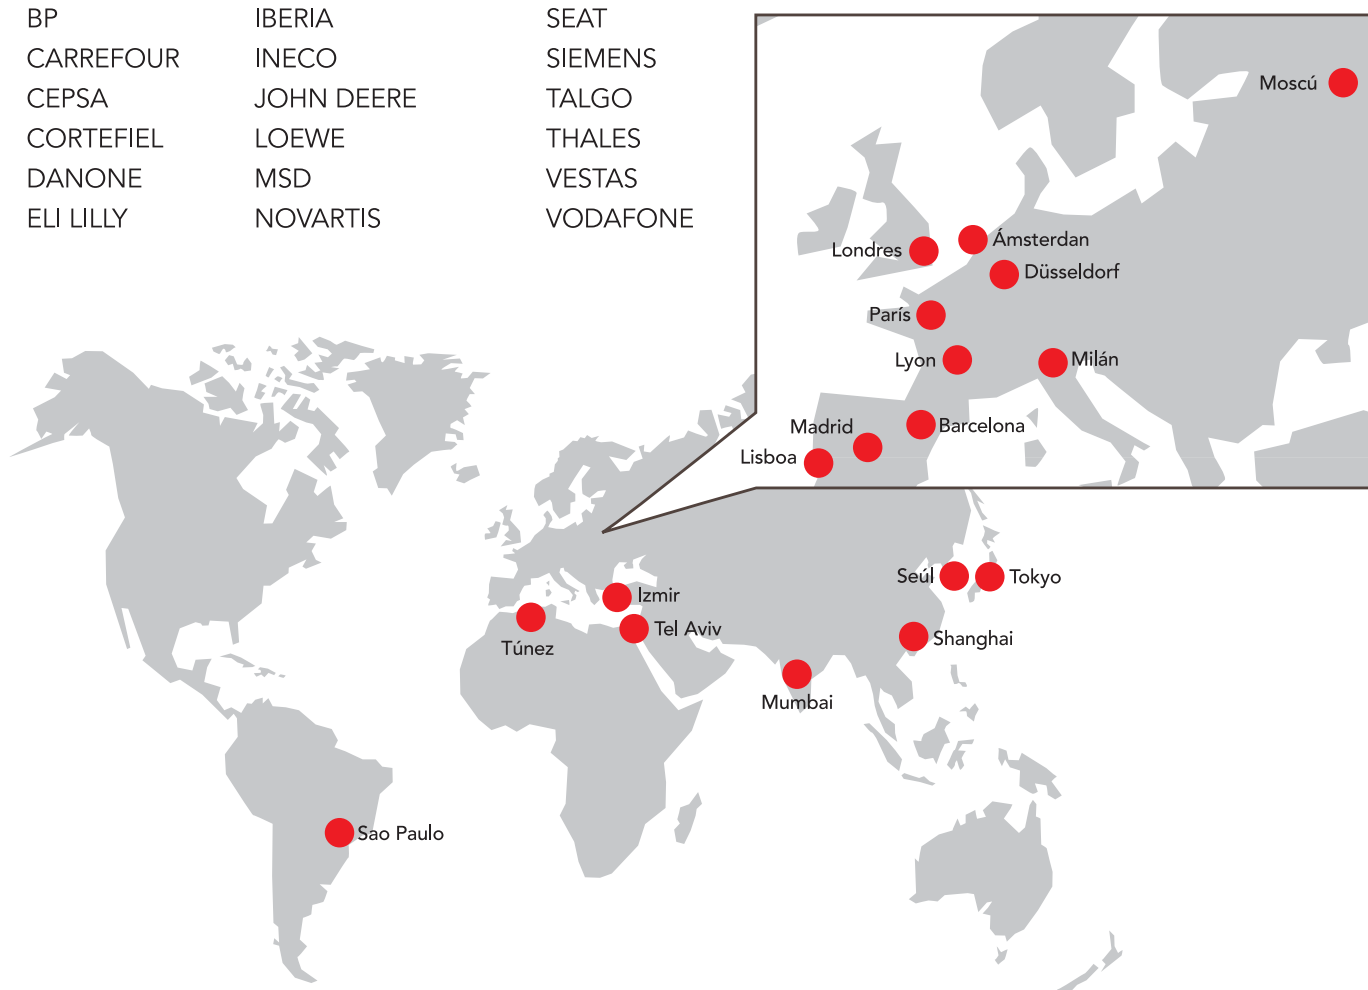 BP
CARREFOUR
CEPSA
CORTEFIEL
DANONE
ELI LILLY
IBERIA
INECO
JOHN DEERE
LOEWE
MSD
NOVARTIS
SEAT
SIEMENS
TALGO
THALES
VESTAS
VODAFONE
Moscú
Ámsterdan
Londres
Düsseldorf
París
Lyon
Milán
Madrid
Barcelona
Lisboa
Seúl
Tokyo
Izmir
Tel Aviv
Túnez
Shanghai
Mumbai
Sao Paulo